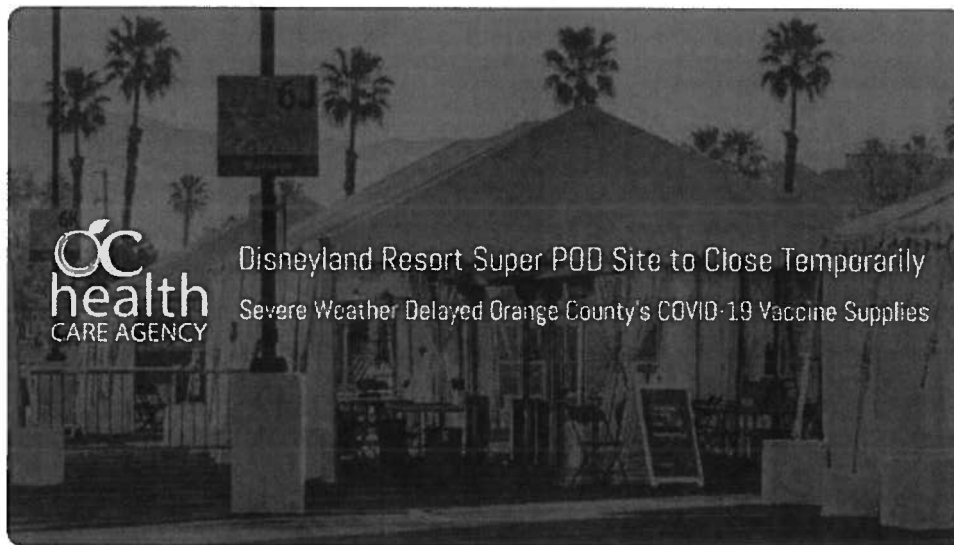 6J
OC
health
CARE AGENCY
Disneyland Resort Super POD Site to Close Temporarily
Severe Weather Delayed Orange County's COVID-19 Vaccine Supplies